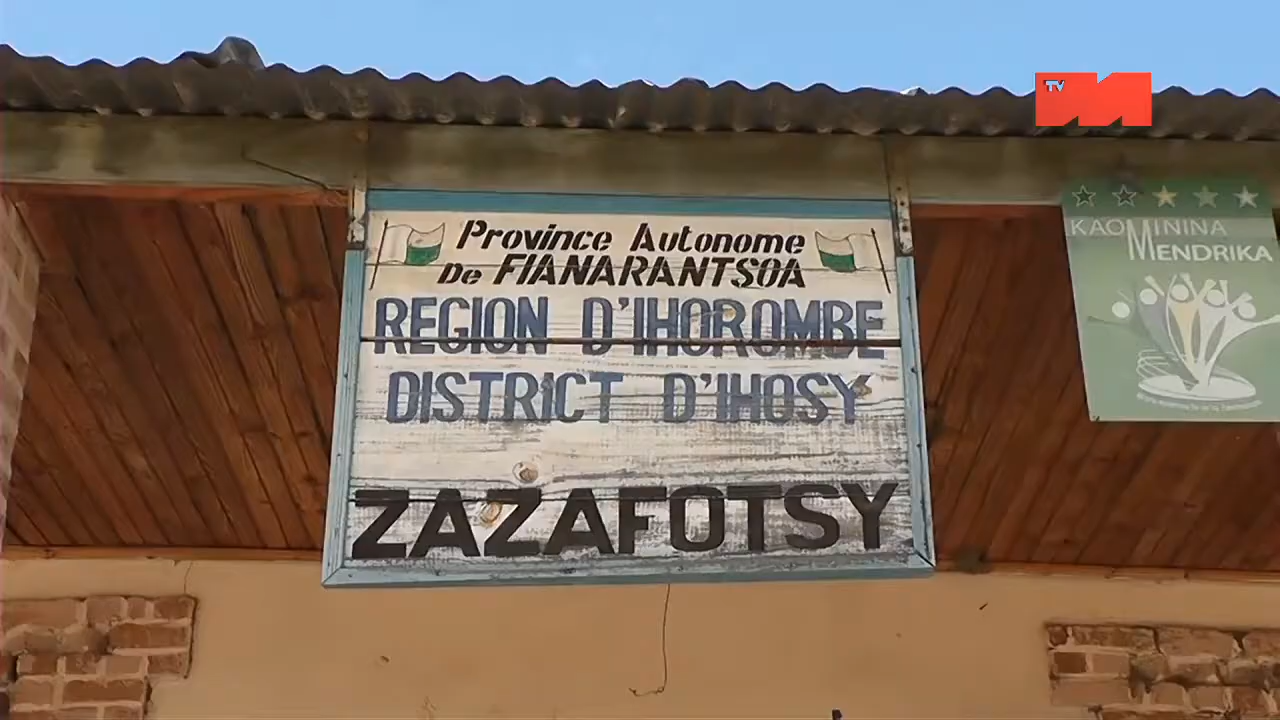 TV
Province Autonome
De FIANARANTSOA
REGION D'IHOROMBE
DISTRICT D'IHOSY
ZAZAFOTSY
KAOMININA
MENDRIKA